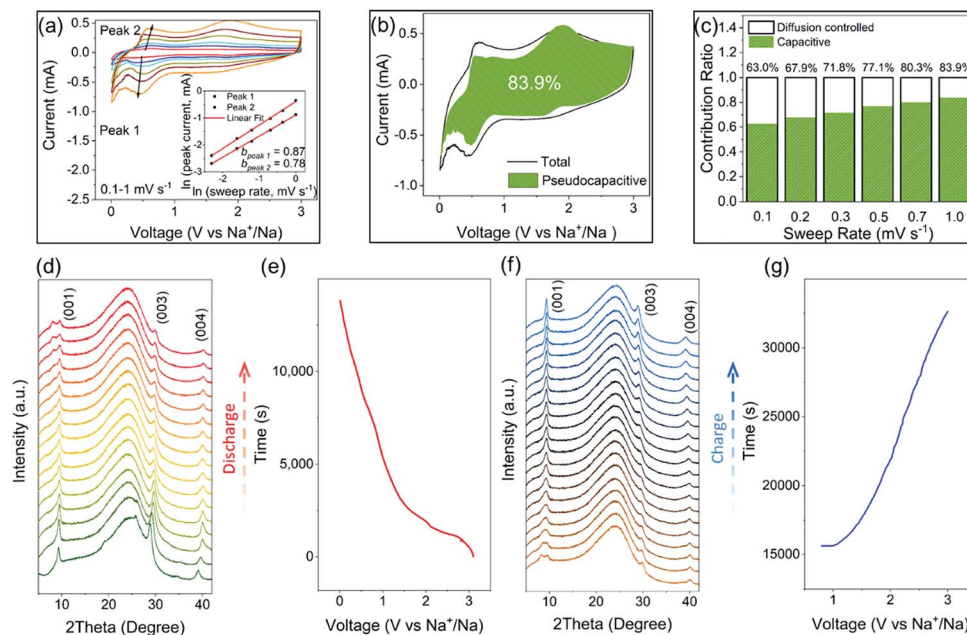 (a)
Peak 2
Peak 1
0.1-1 mV s⁻¹
Current (mA)
0.5
0.0
-0.5
-1.0
-1.5
-2.0
-2.5
0
1
2
3
Voltage (V vs Na⁺/Na)
Peak 1
Peak 2
Linear Fit
b peak 1 = 0.87
b peak 2 = 0.78
ln (peak current, mA)
0
-1
-2
-3
-2
-1
0
ln (sweep rate, mV s⁻¹)
(b)
83.9%
Total
Pseudocapacitive
Current (mA)
1.0
0.5
0.0
-0.5
-1.0
0
1
2
3
Voltage (V vs Na⁺/Na )
(c)
Diffusion controlled
Capacitive
63.0% 67.9% 71.8% 77.1% 80.3% 83.9%
Contribution Ratio
1.4
1.2
1.0
0.8
0.6
0.4
0.2
0.0
0.1 0.2 0.3 0.5 0.7 1.0
Sweep Rate (mV s⁻¹)
(d)
(001)
(003)
(004)
Intensity (a.u.)
10 20 30 40
2Theta (Degree)
Discharge
(e)
Time (s)
10,000
5,000
0
0 1 2 3
Voltage (V vs Na⁺/Na)
(f)
(001)
(003)
(004)
Intensity (a.u.)
10 20 30 40
2Theta (Degree)
Charge
(g)
Time (s)
30000
25000
20000
15000
1 2 3
Voltage (V vs Na⁺/Na)